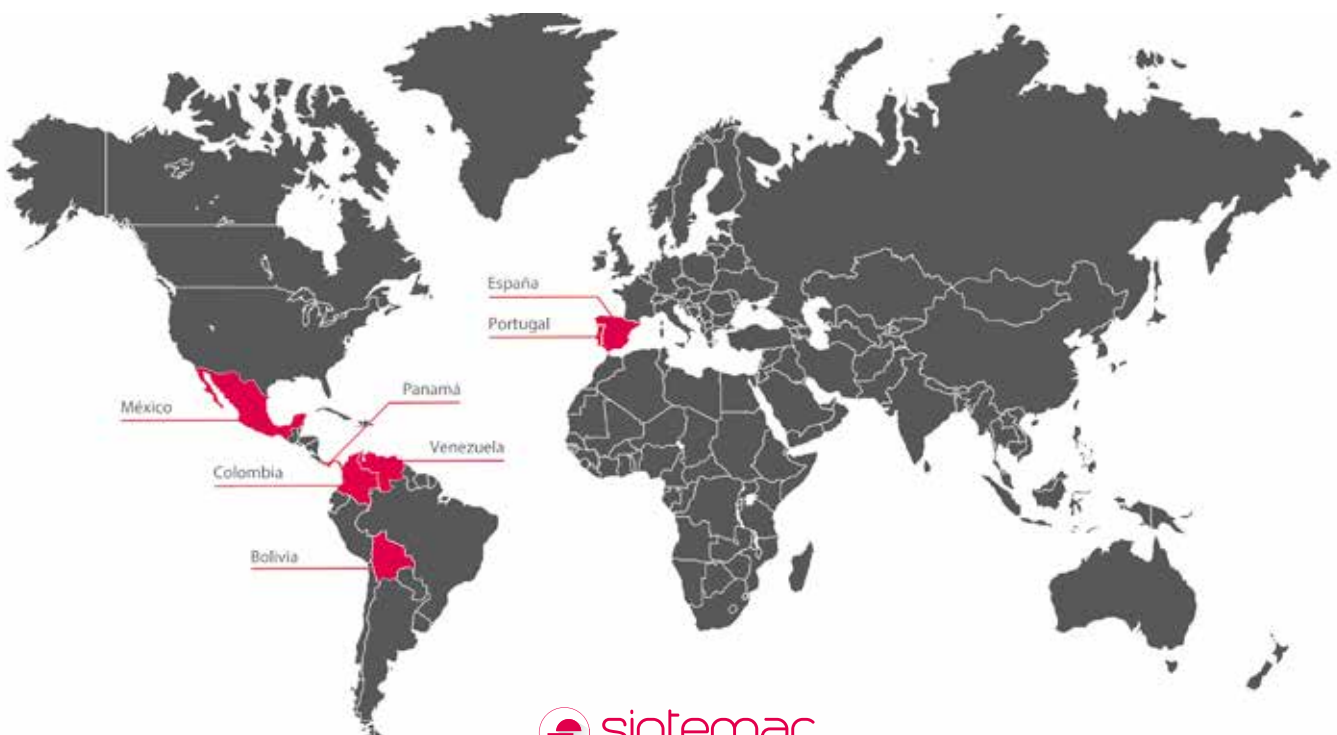 España
Portugal
Panamá
México
Venezuela
Colombia
Bolivia
sintemac